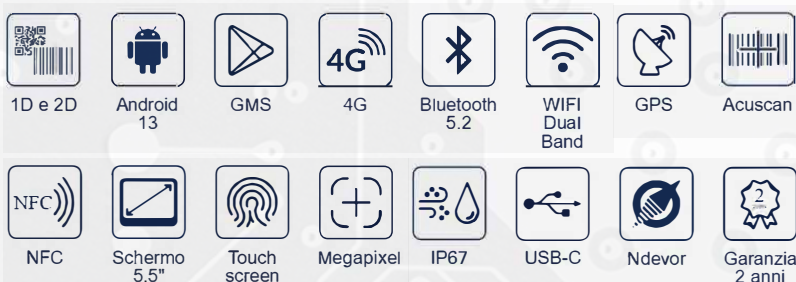 4G
1D e 2D
Android
13
GMS
4G
Bluetooth
5.2
WIFI
Dual
Band
GPS
Acuscan
NFC
2
NFC
Schermo
5.5"
Touch
screen
Megapixel
IP67
USB-C
Ndevor
Garanzia
2 anni